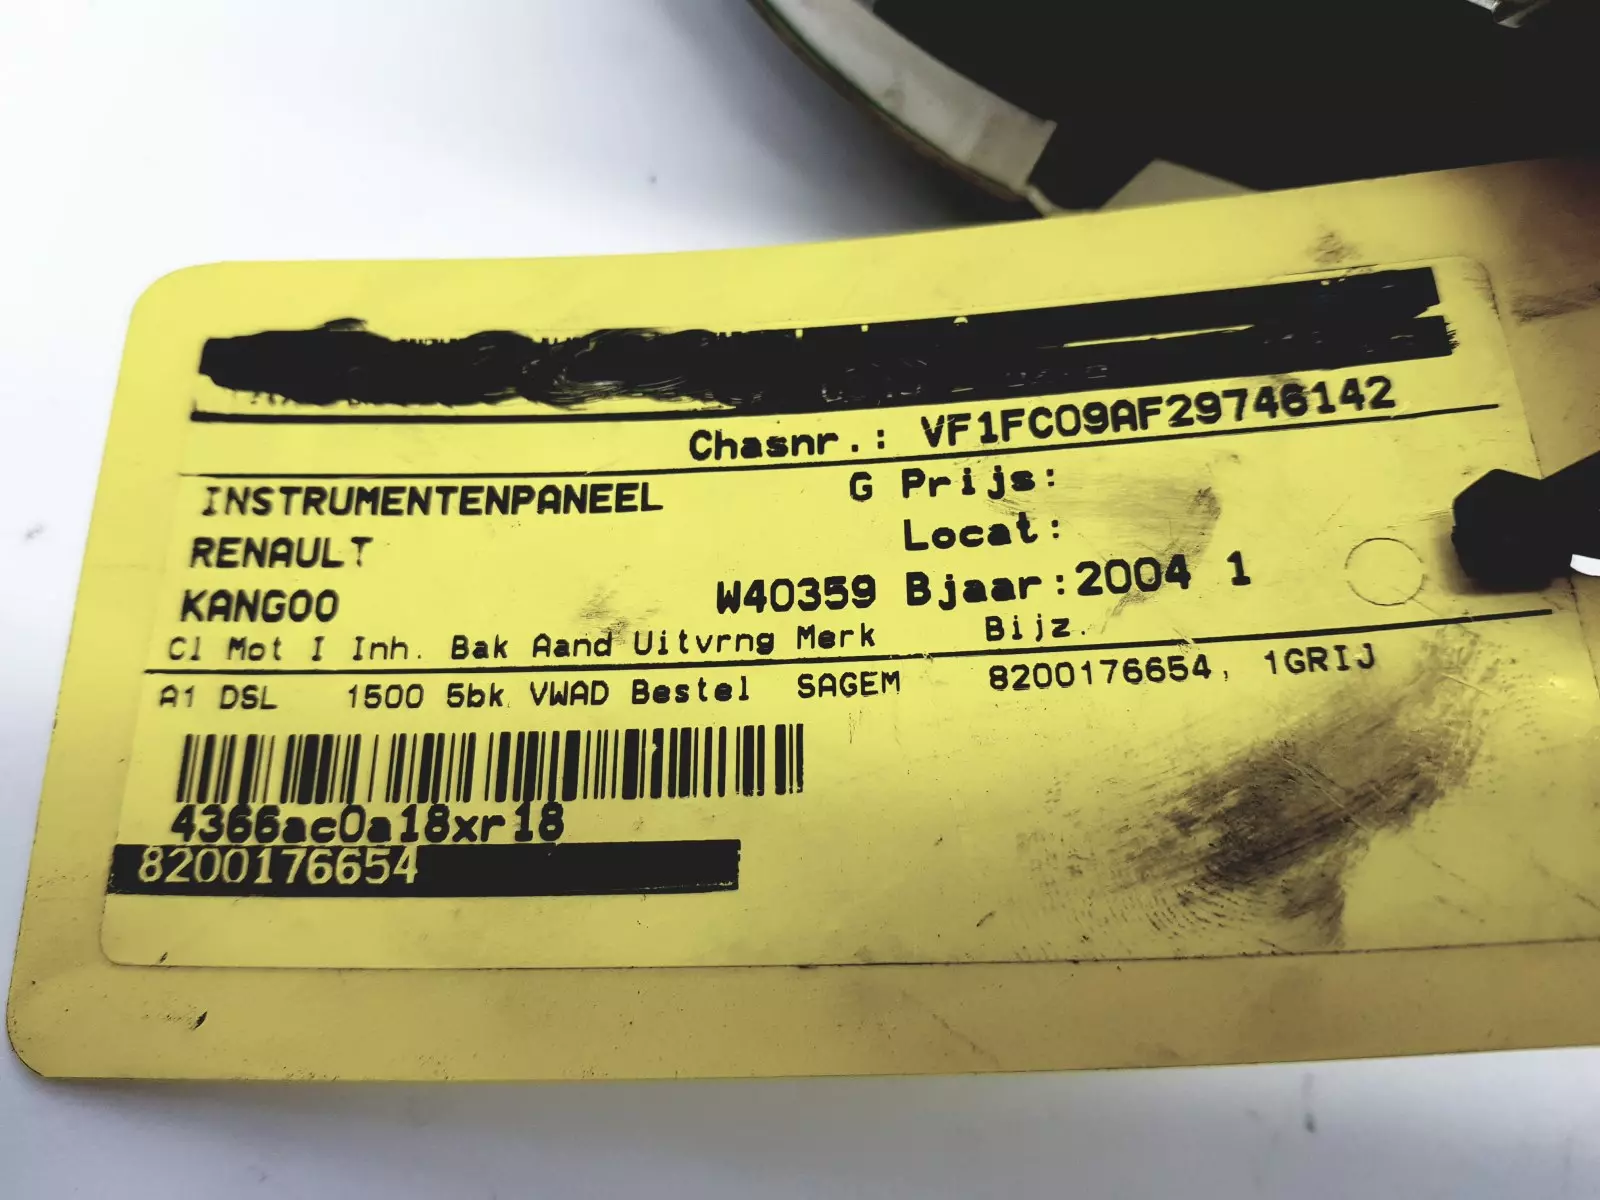 Chasnr.: VF1FC09AF29746142
INSTRUMENTENPANEEL G Prijs:
RENAULT Locat:
KANGOO W40359 Bjaar:2004 1
Cl Mot I Inh. Bak Aand Uitvrng Merk Bijz.
A1 DSL 1500 5bk VWAD Bestel SAGEM 8200176654, 1GRIJ
4366ac0a18xr18
8200176654